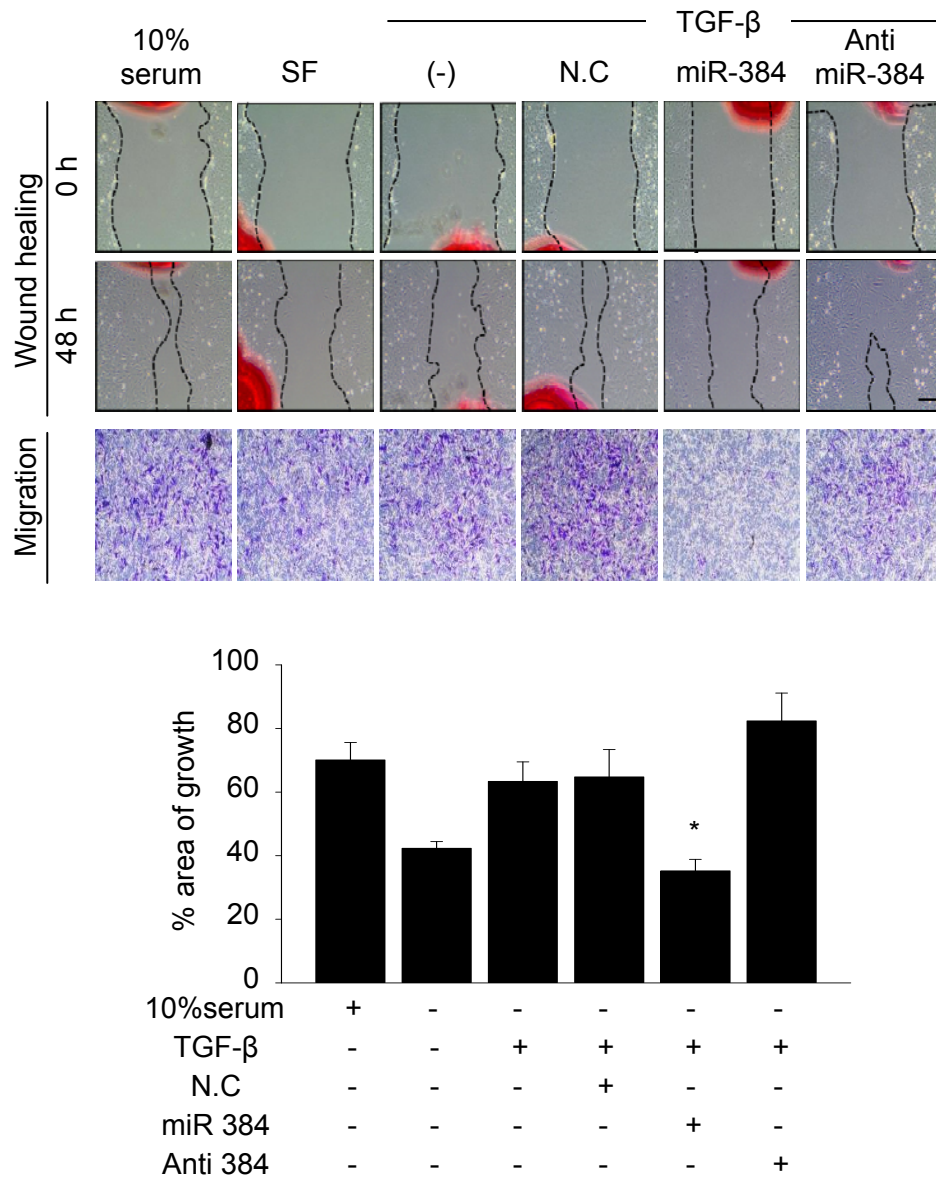 TGF-β
10% serum SF (-) N.C miR-384 Anti miR-384
Wound healing
0 h
48 h
Migration
% area of growth
100
80
60
40
20
0
*
10%serum + - - - - -
TGF-β - - + + + +
N.C - - - + - -
miR 384 - - - - + -
Anti 384 - - - - - +